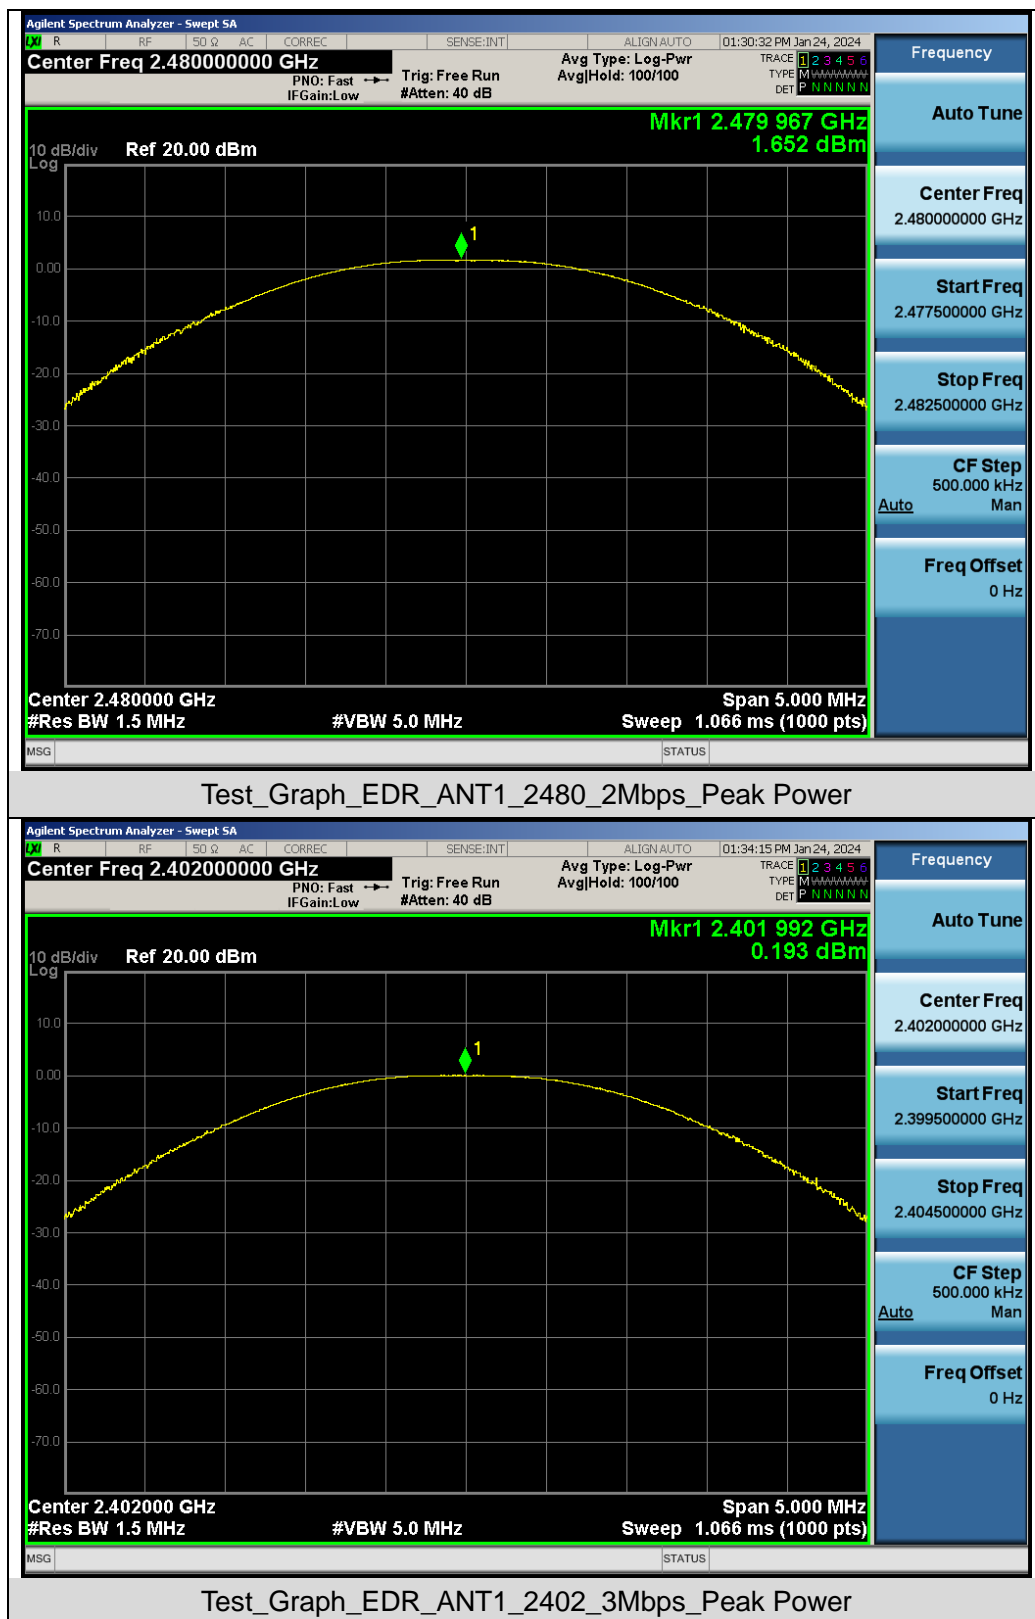 Agilent Spectrum Analyzer - Swept SA
LXI R RF 50 Ω AC CORREC SENSE:INT ALIGN AUTO 01:30:32 PM Jan 24, 2024
Center Freq 2.480000000 GHz
PNO: Fast
IFGain:Low
Trig: Free Run
#Atten: 40 dB
Avg Type: Log-Pwr
Avg|Hold: 100/100
TRACE 1 2 3 4 5 6
TYPE M WWWWW
DET P N N N N N
Mkr1 2.479 967 GHz
1.652 dBm
10 dB/div Ref 20.00 dBm
Log
10.0
1
0.00
-10.0
-20.0
-30.0
-40.0
-50.0
-60.0
-70.0
Center 2.480000 GHz Span 5.000 MHz
#Res BW 1.5 MHz #VBW 5.0 MHz Sweep 1.066 ms (1000 pts)
MSG STATUS
Frequency
Auto Tune
Center Freq
2.480000000 GHz
Start Freq
2.477500000 GHz
Stop Freq
2.482500000 GHz
CF Step
500.000 kHz
Auto Man
Freq Offset
0 Hz
Test_Graph_EDR_ANT1_2480_2Mbps_Peak Power
Agilent Spectrum Analyzer - Swept SA
LXI R RF 50 Ω AC CORREC SENSE:INT ALIGN AUTO 01:34:15 PM Jan 24, 2024
Center Freq 2.402000000 GHz
PNO: Fast
IFGain:Low
Trig: Free Run
#Atten: 40 dB
Avg Type: Log-Pwr
Avg|Hold: 100/100
TRACE 1 2 3 4 5 6
TYPE M WWWWW
DET P N N N N N
Mkr1 2.401 992 GHz
0.193 dBm
10 dB/div Ref 20.00 dBm
Log
10.0
1
0.00
-10.0
-20.0
-30.0
-40.0
-50.0
-60.0
-70.0
Center 2.402000 GHz Span 5.000 MHz
#Res BW 1.5 MHz #VBW 5.0 MHz Sweep 1.066 ms (1000 pts)
MSG STATUS
Frequency
Auto Tune
Center Freq
2.402000000 GHz
Start Freq
2.399500000 GHz
Stop Freq
2.404500000 GHz
CF Step
500.000 kHz
Auto Man
Freq Offset
0 Hz
Test_Graph_EDR_ANT1_2402_3Mbps_Peak Power